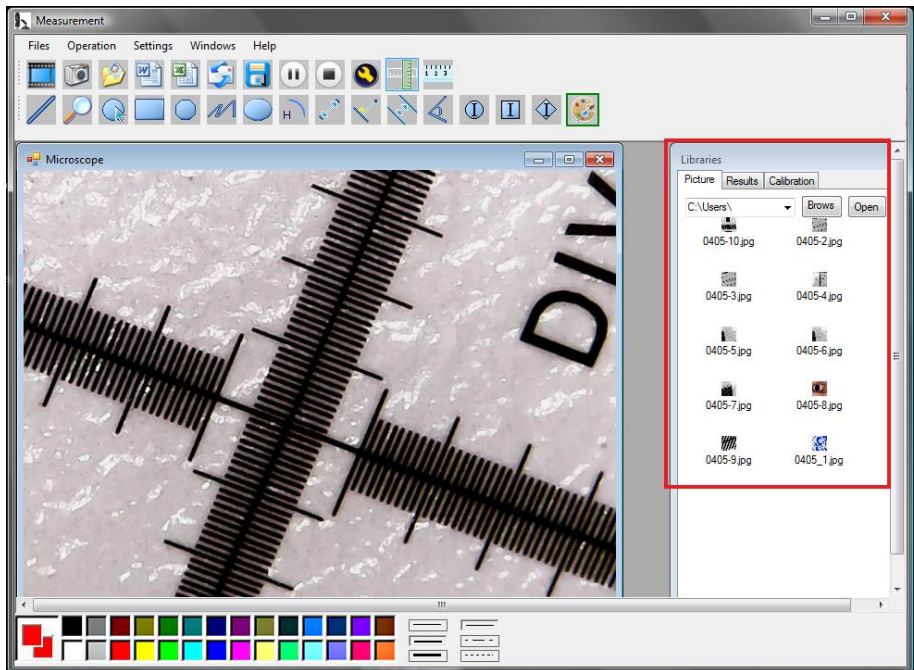 Measurement
Files Operation Settings Windows Help
W X
1 2 3
H I I I
Microscope
DIV
Libraries
Picture Results Calibration
C:\Users\ Brows Open
0405-10.jpg 0405-2.jpg
0405-3.jpg 0405-4.jpg
0405-5.jpg 0405-6.jpg
0405-7.jpg 0405-8.jpg
0405-9.jpg 0405_1.jpg